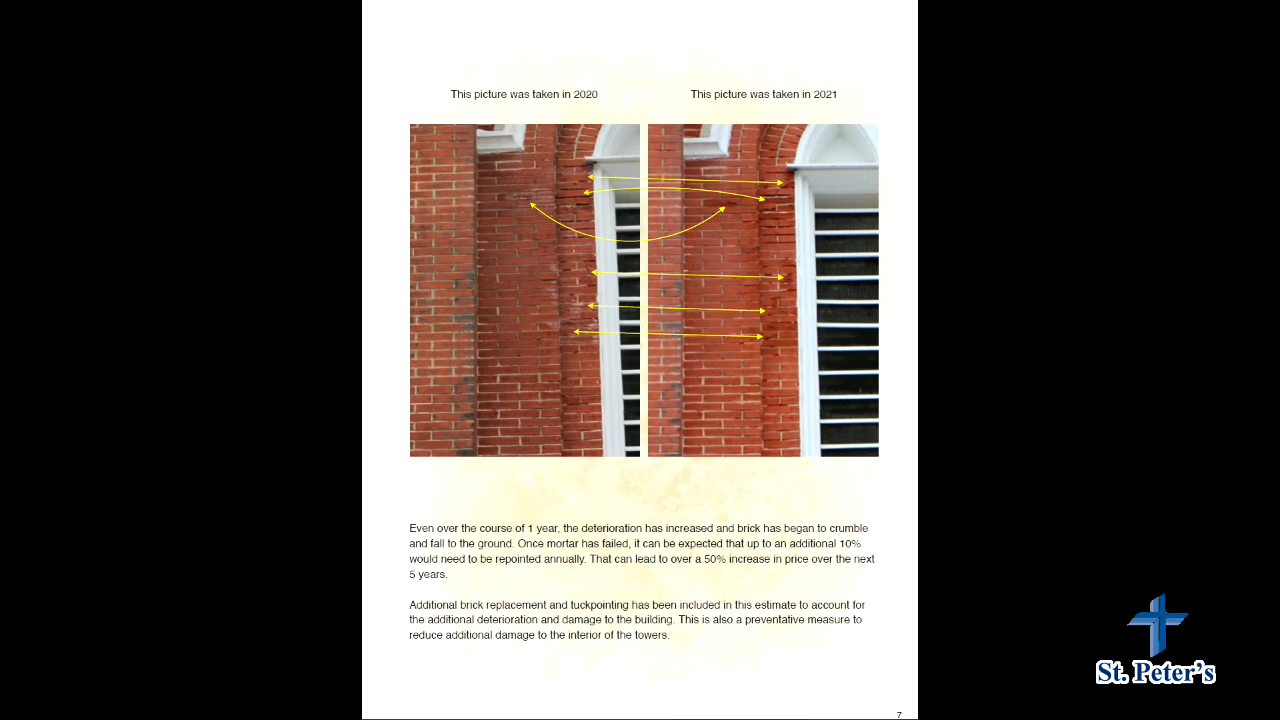 This picture was taken in 2020
This picture was taken in 2021
Even over the course of 1 year, the deterioration has increased and brick has began to crumble
and fall to the ground. Once mortar has failed, it can be expected that up to an additional 10%
would need to be repointed annually. That can lead to over a 50% increase in price over the next
5 years.
Additional brick replacement and tuckpointing has been included in this estimate to account for
the additional deterioration and damage to the building. This is also a preventative measure to
reduce additional damage to the interior of the towers.
St. Peter's
7